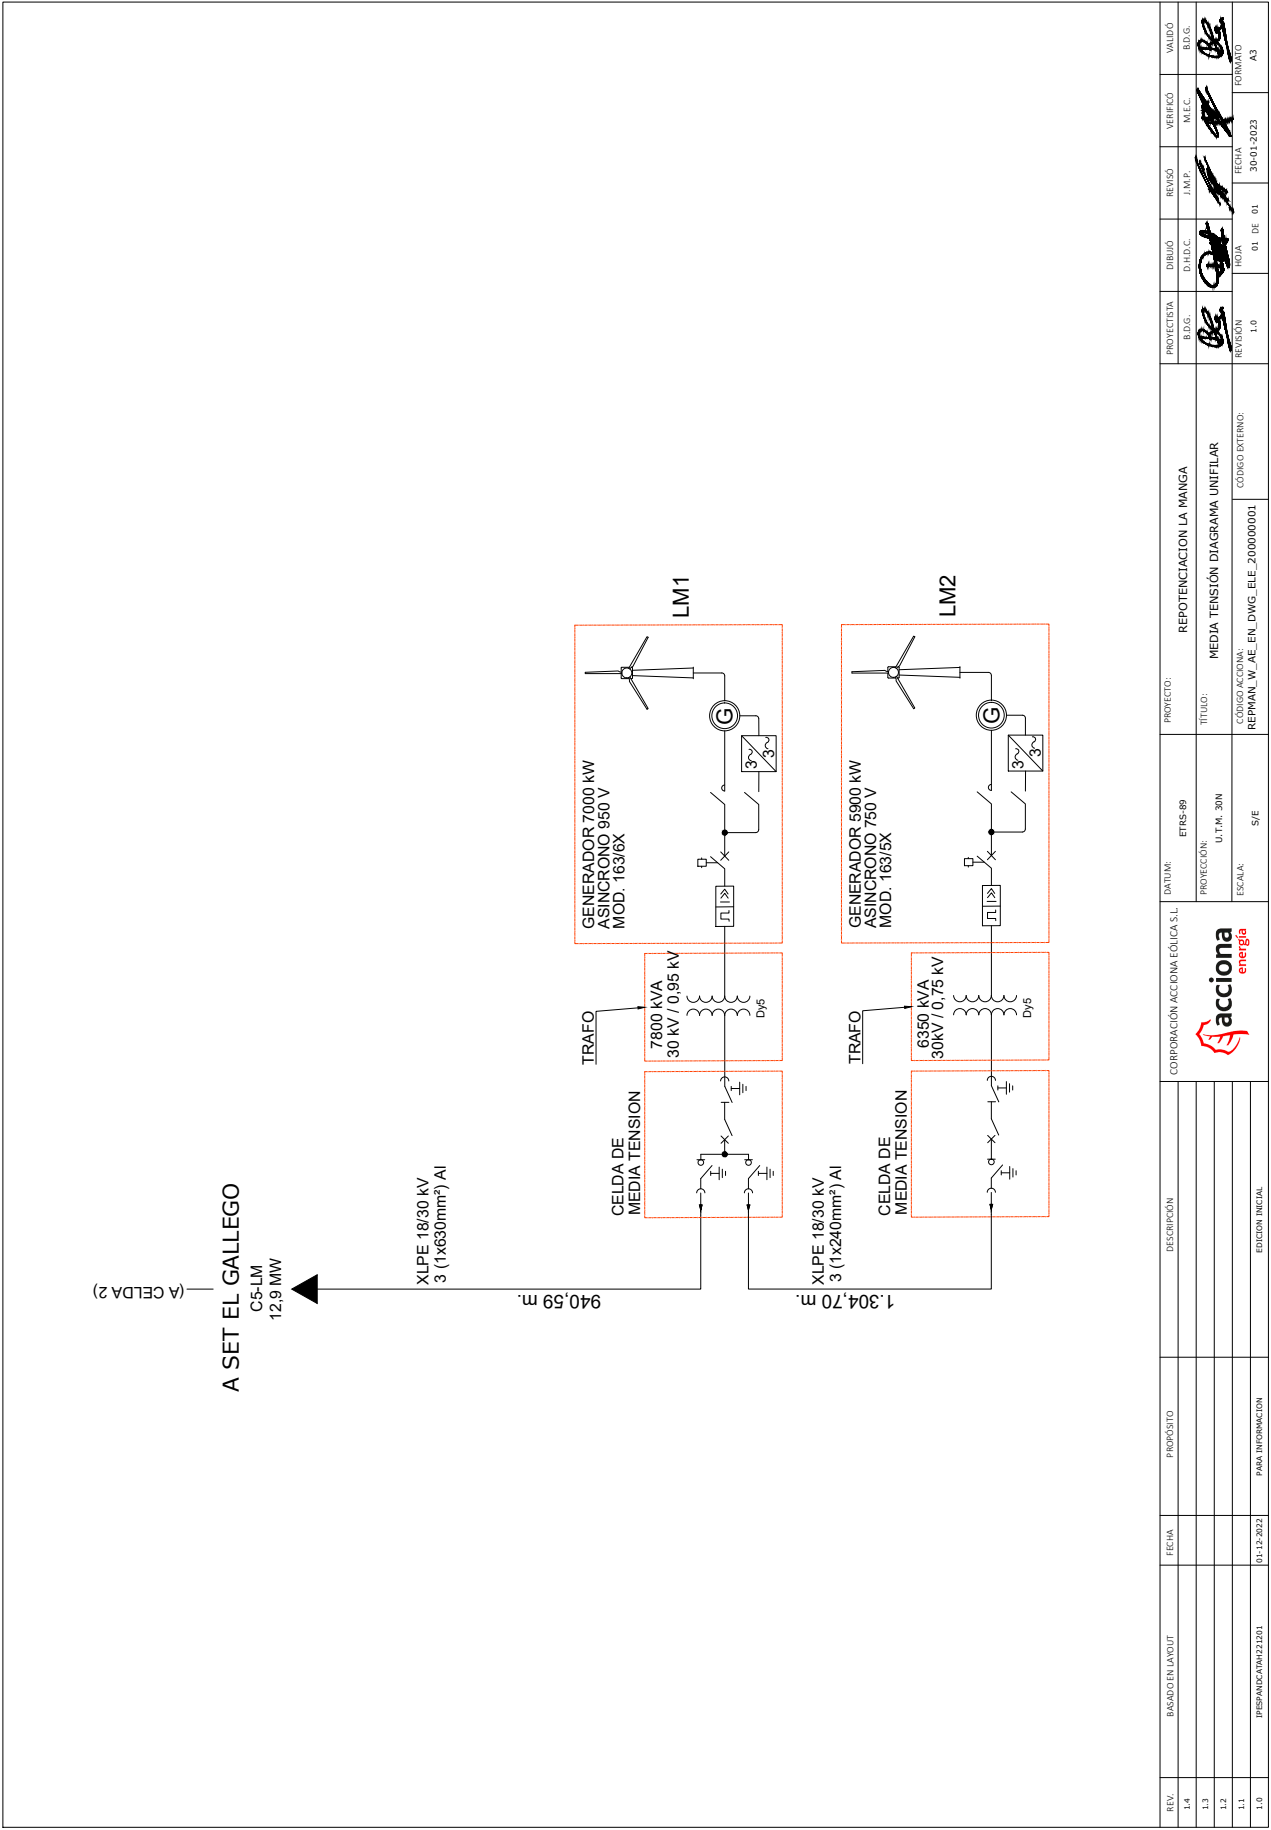 (A CELDA 2)
A SET EL GALLEGO
C5-LM
12,9 MW
XLPE 18/30 kV
3 (1x630mm²) Al
940,59 m.
CELDA DE
MEDIA TENSION
TRAFO
7800 kVA
30 kV / 0,95 kV
Dy5
GENERADOR 7000 kW
ASINCRONO 950 V
MOD. 163/6X
G
3
3
LM1
XLPE 18/30 kV
3 (1x240mm²) Al
1.304,70 m.
CELDA DE
MEDIA TENSION
TRAFO
6350 kVA
30kV / 0,75 kV
Dy5
GENERADOR 5900 kW
ASINCRONO 750 V
MOD. 163/5X
G
3
3
LM2
REV.
BASADO EN LAYOUT
FECHA
PROPÓSITO
DESCRIPCIÓN
1.4
1.3
1.2
1.1
1.0
IPESPANDCATAH221201
01-12-2022
PARA INFORMACION
EDICION INICIAL
CORPORACIÓN ACCIONA EÓLICA S.L.
acciona
energía
DATUM:
ETRS-89
PROYECCIÓN:
U.T.M. 30N
ESCALA:
S/E
PROYECTO:
REPOTENCIACION LA MANGA
TÍTULO:
MEDIA TENSIÓN DIAGRAMA UNIFILAR
CÓDIGO ACCIONA:
REPMAN_W_AE_EN_DWG_ELE_200000001
CÓDIGO EXTERNO:
PROYECTISTA
DIBUJÓ
REVISÓ
VERIFICÓ
VALIDÓ
B.D.G.
D.H.D.C.
J.M.P.
M.E.C.
B.D.G.
REVISIÓN
1.0
HOJA
01 DE 01
FECHA
30-01-2023
FORMATO
A3